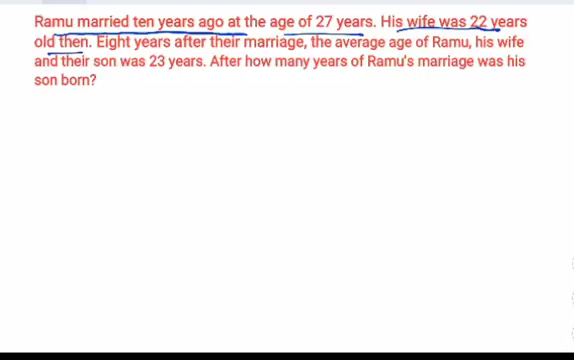 Ramu married ten years ago at the age of 27 years. His wife was 22 years
old then. Eight years after their marriage, the average age of Ramu, his wife
and their son was 23 years. After how many years of Ramu's marriage was his
son born?